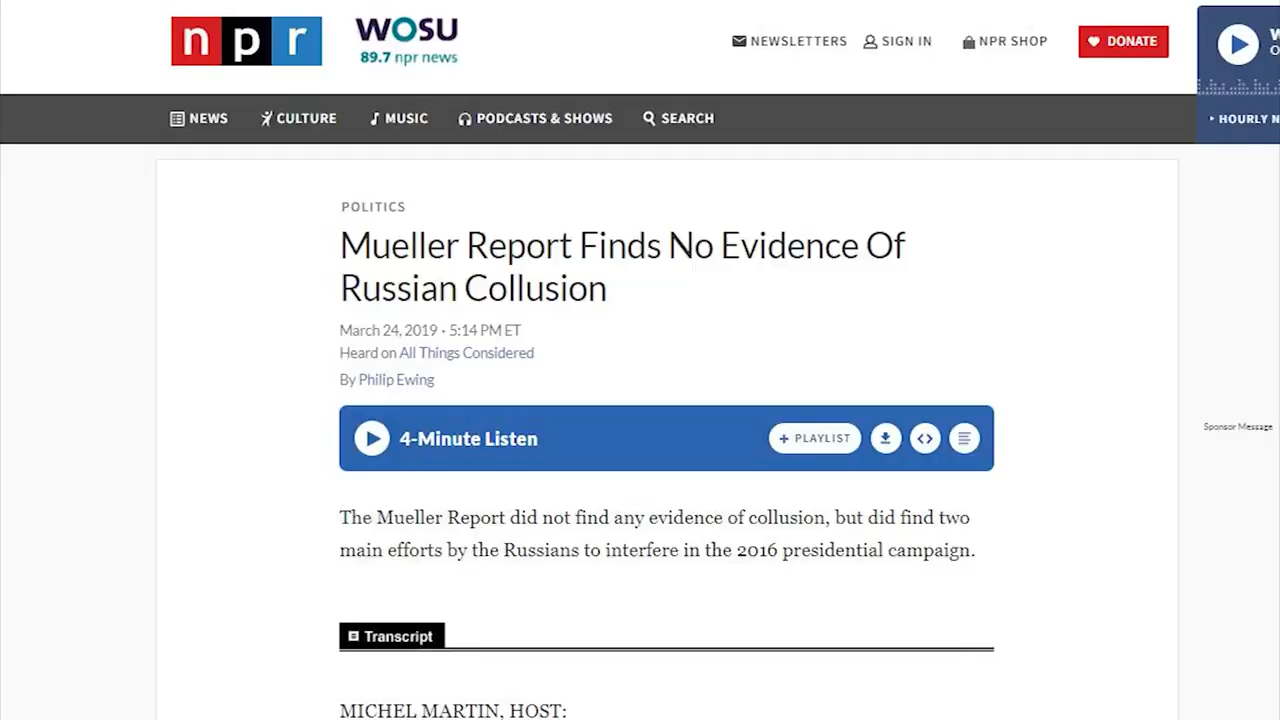 npr
WOSU
89.7 npr news
NEWSLETTERS
SIGN IN
NPR SHOP
DONATE
NEWS
CULTURE
MUSIC
PODCASTS & SHOWS
SEARCH
HOURLY N
POLITICS
Mueller Report Finds No Evidence Of
Russian Collusion
March 24, 2019 · 5:14 PM ET
Heard on All Things Considered
By Philip Ewing
4-Minute Listen
+ PLAYLIST
Sponsor Message
The Mueller Report did not find any evidence of collusion, but did find two
main efforts by the Russians to interfere in the 2016 presidential campaign.
Transcript
MICHEL MARTIN, HOST: